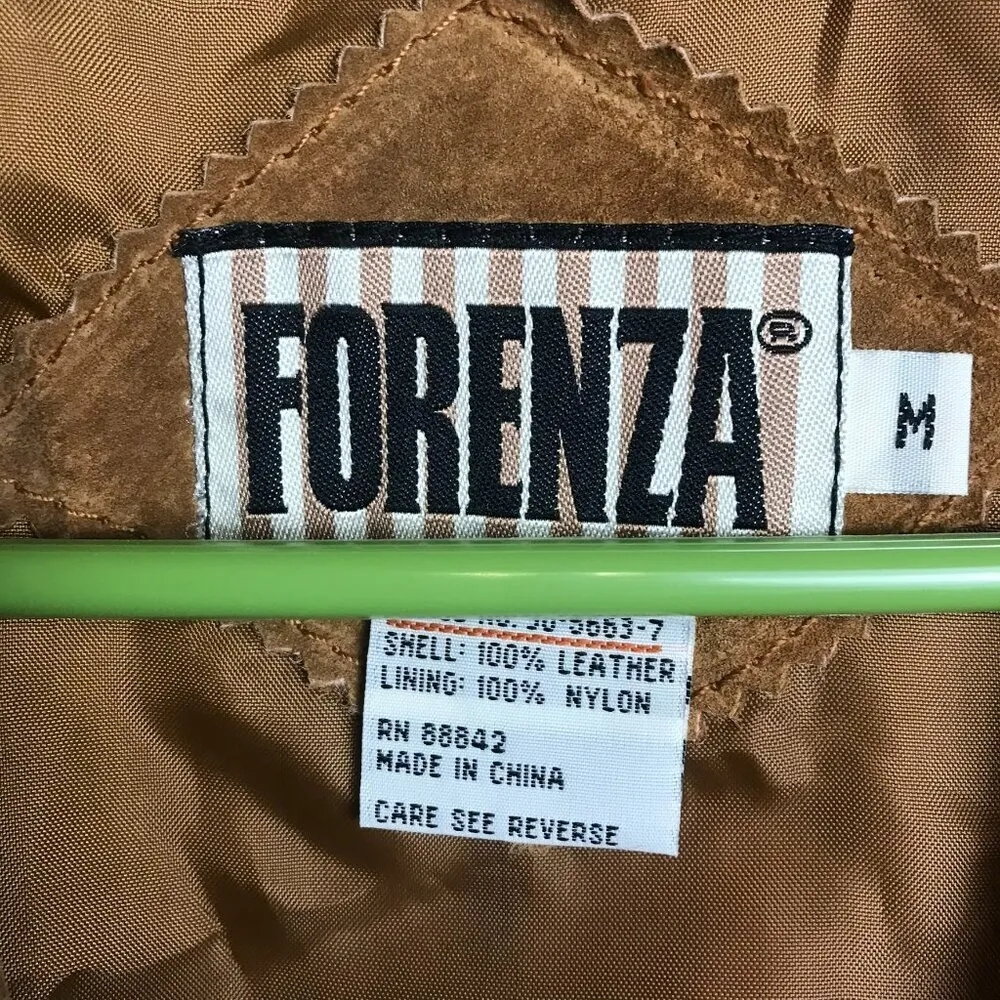 FORENZA®
M
SHELL: 100% LEATHER
LINING: 100% NYLON
RN 88842
MADE IN CHINA
CARE SEE REVERSE